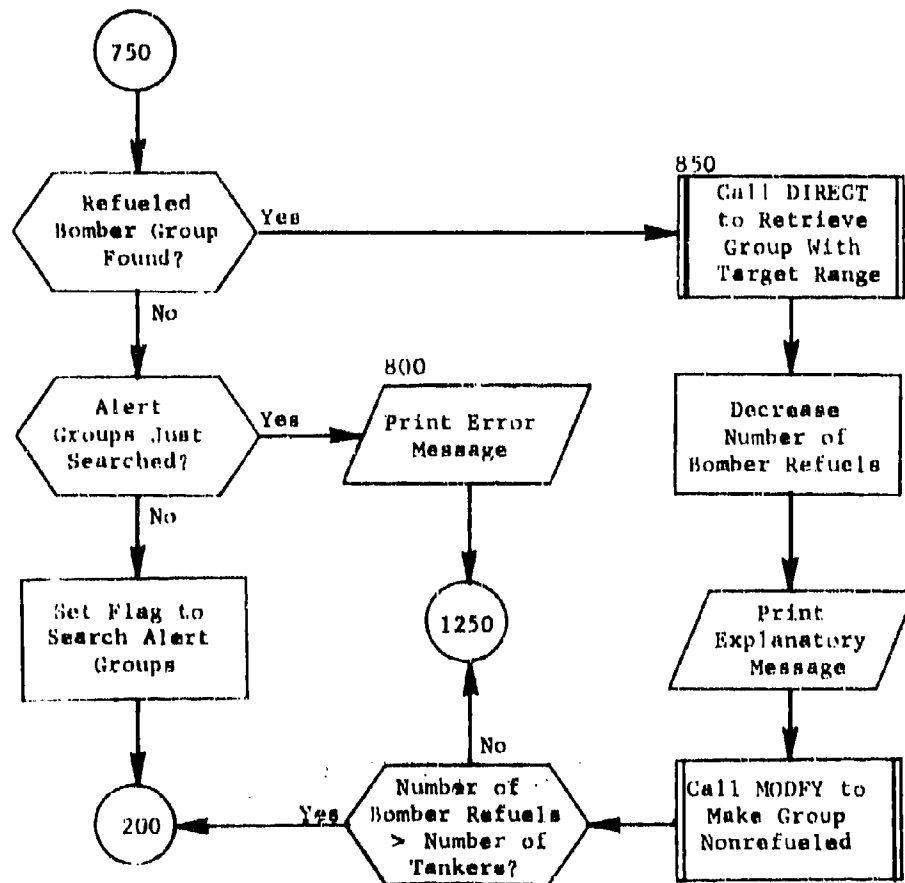 750
Refueled
Bomber Group
Found?
Yes
No
850
Call DIRECT
to Retrieve
Group With
Target Range
Alert
Groups Just
Searched?
Yes
No
800
Print Error
Message
Decrease
Number of
Bomber Refuels
Set Flag to
Search Alert
Groups
1250
Print
Explanatory
Message
No
200
Yes
Number of
Bomber Refuels
> Number of
Tankers?
Call MODFY to
Make Group
Nonrefueled